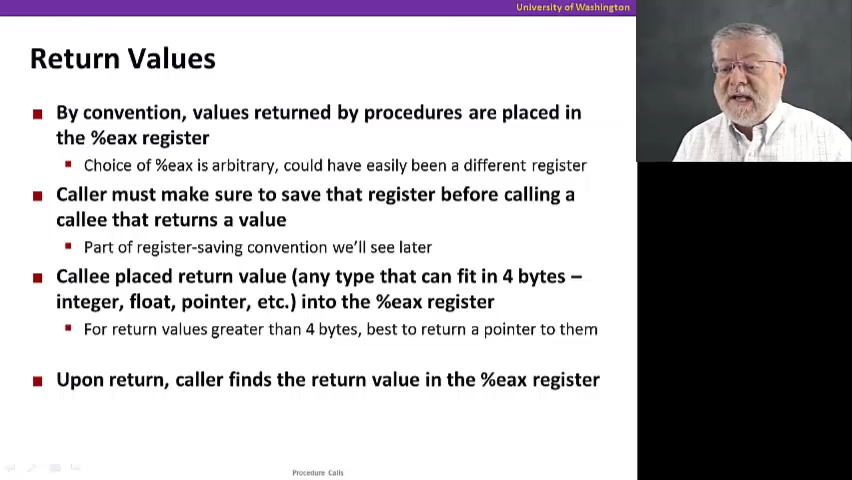 University of Washington
Return Values
By convention, values returned by procedures are placed in
the %eax register
Choice of %eax is arbitrary, could have easily been a different register
Caller must make sure to save that register before calling a
callee that returns a value
Part of register-saving convention we'll see later
Callee placed return value (any type that can fit in 4 bytes –
integer, float, pointer, etc.) into the %eax register
For return values greater than 4 bytes, best to return a pointer to them
Upon return, caller finds the return value in the %eax register
Procedure Calls